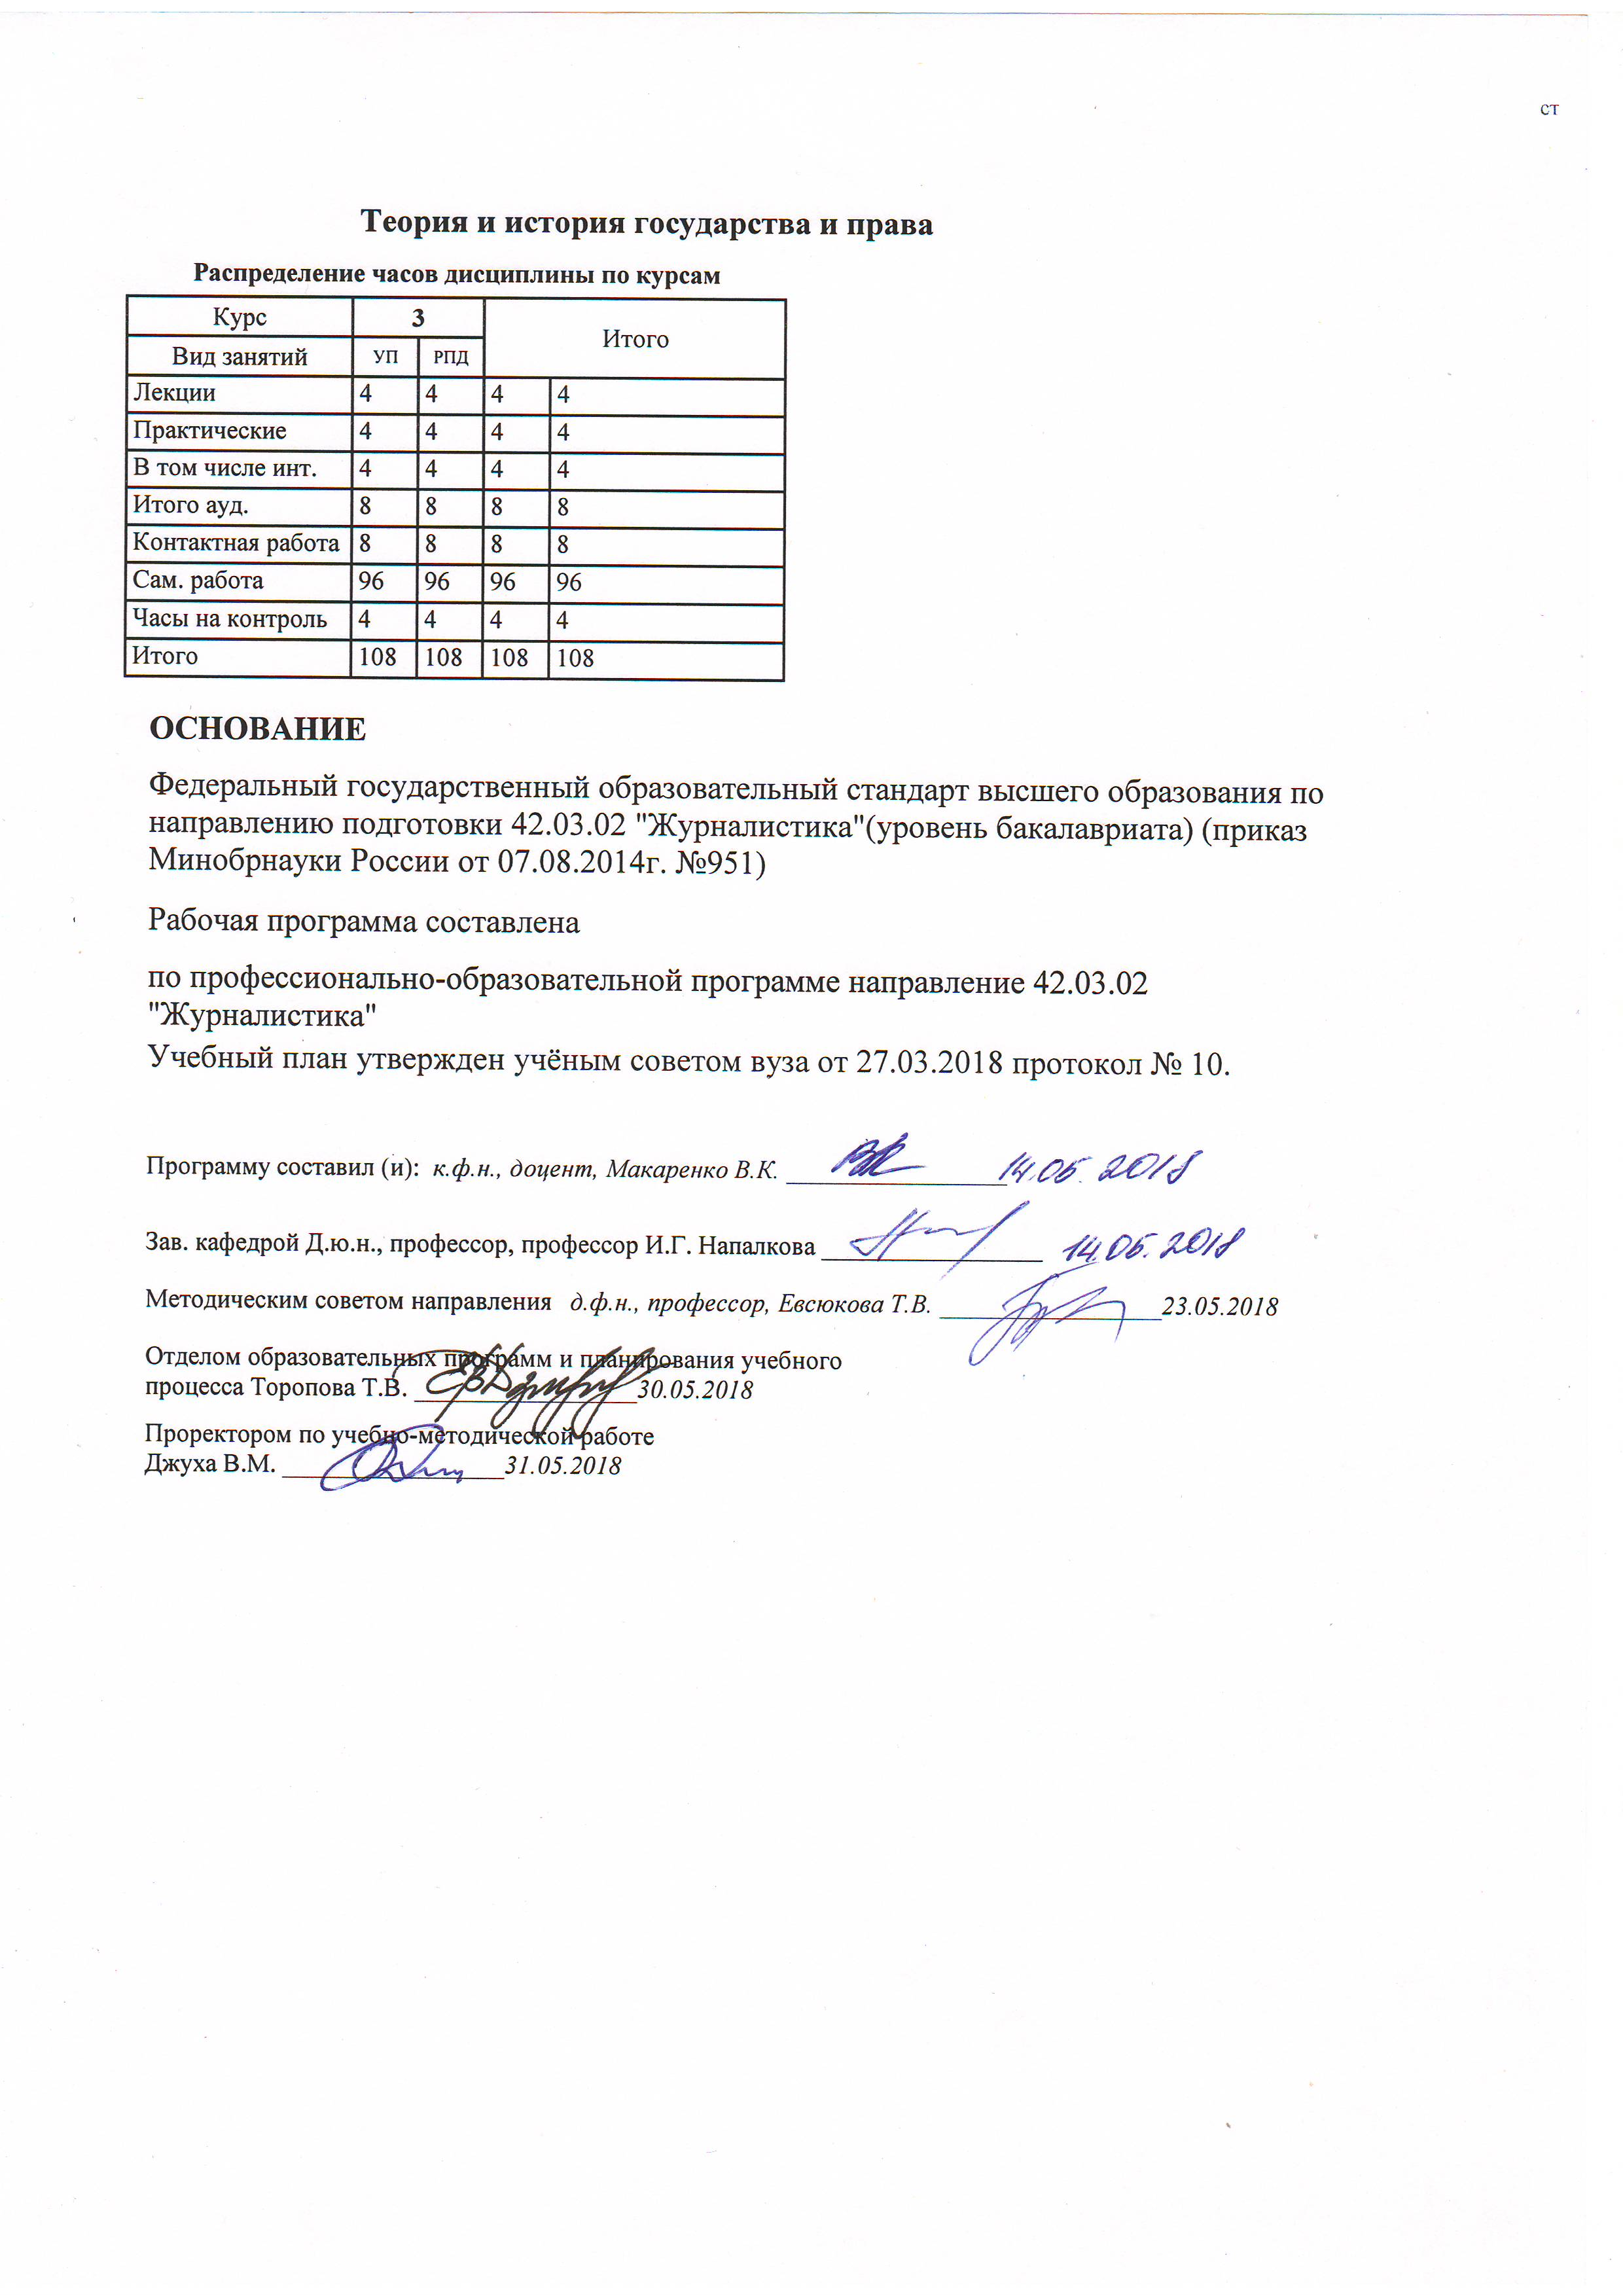 ст
Теория и история государства и права
Распределение часов дисциплины по курсам
Курс 3 Итого
Вид занятий УП РПД
Лекции 4 4 4 4
Практические 4 4 4 4
В том числе инт. 4 4 4 4
Итого ауд. 8 8 8 8
Контактная работа 8 8 8 8
Сам. работа 96 96 96 96
Часы на контроль 4 4 4 4
Итого 108 108 108 108
ОСНОВАНИЕ
Федеральный государственный образовательный стандарт высшего образования по
направлению подготовки 42.03.02 "Журналистика"(уровень бакалавриата) (приказ
Минобрнауки России от 07.08.2014г. №951)
Рабочая программа составлена
по профессионально-образовательной программе направление 42.03.02
"Журналистика"
Учебный план утвержден учёным советом вуза от 27.03.2018 протокол № 10.
Программу составил (и): к.ф.н., доцент, Макаренко В.К. 14.05.2018
Зав. кафедрой Д.ю.н., профессор, профессор И.Г. Напалкова 14.05.2018
Методическим советом направления д.ф.н., профессор, Евсюкова Т.В. 23.05.2018
Отделом образовательных программ и планирования учебного
процесса Торопова Т.В. 30.05.2018
Проректором по учебно-методической работе
Джуха В.М. 31.05.2018